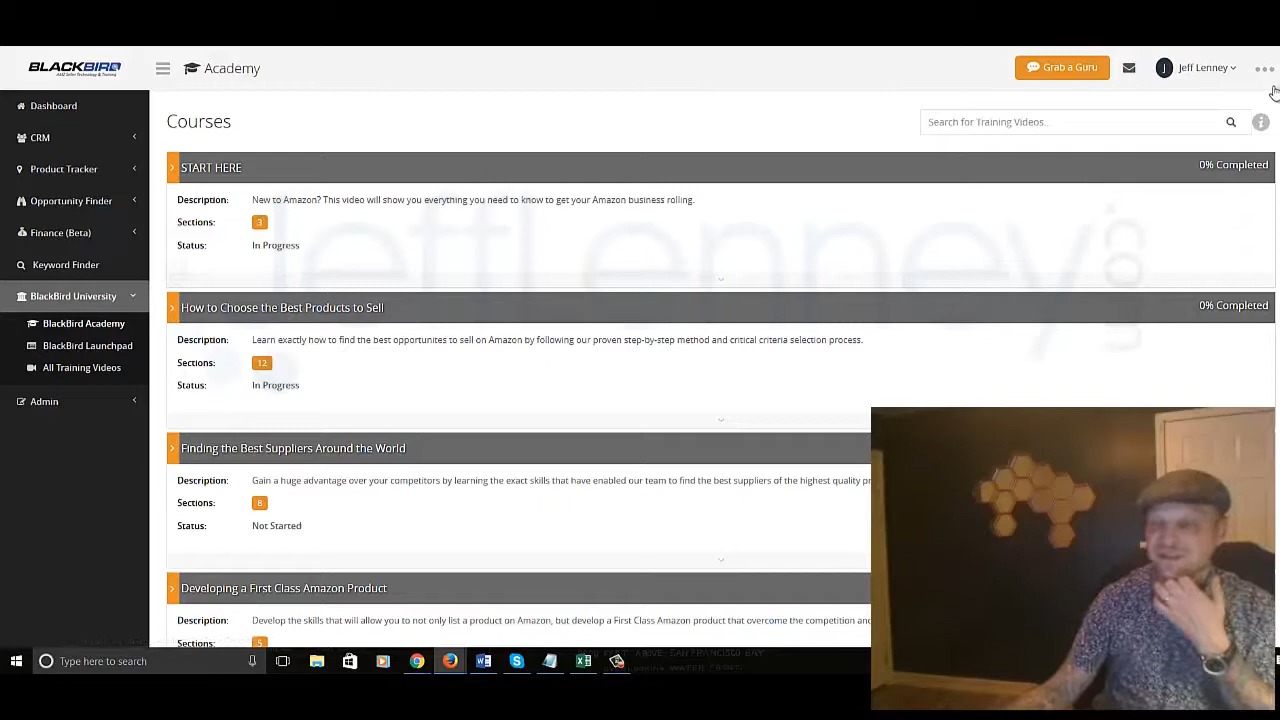 BLACKBIRD
AMZ Seller Technology & Training
Academy
Grab a Guru
J
Jeff Lenney
Dashboard
CRM
Product Tracker
Opportunity Finder
Finance (Beta)
Keyword Finder
BlackBird University
BlackBird Academy
BlackBird Launchpad
All Training Videos
Admin
Courses
Search for Training Videos..
START HERE
0% Completed
Description: New to Amazon? This video will show you everything you need to know to get your Amazon business rolling.
Sections: 3
Status: In Progress
JeffLenney.com
How to Choose the Best Products to Sell
0% Completed
Description: Learn exactly how to find the best opportunites to sell on Amazon by following our proven step-by-step method and critical criteria selection process.
Sections: 12
Status: In Progress
Finding the Best Suppliers Around the World
Description: Gain a huge advantage over your competitors by learning the exact skills that have enabled our team to find the best suppliers of the highest quality pr
Sections: 8
Status: Not Started
Developing a First Class Amazon Product
Description: Develop the skills that will allow you to not only list a product on Amazon, but develop a First Class Amazon product that overcome the competition and
Sections: 5
Type here to search